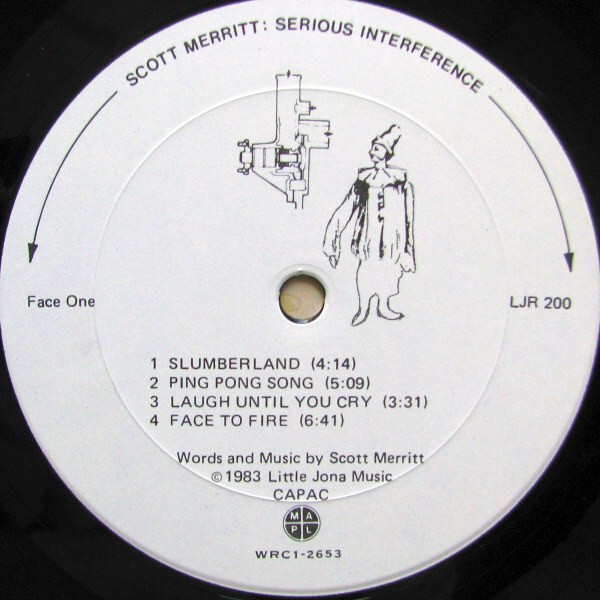 SCOTT MERRITT: SERIOUS INTERFERENCE
Face One
LJR 200
1 SLUMBERLAND (4:14)
2 PING PONG SONG (5:09)
3 LAUGH UNTIL YOU CRY (3:31)
4 FACE TO FIRE (6:41)
Words and Music by Scott Merritt
©1983 Little Jona Music
CAPAC
M A
P L
WRC1-2653